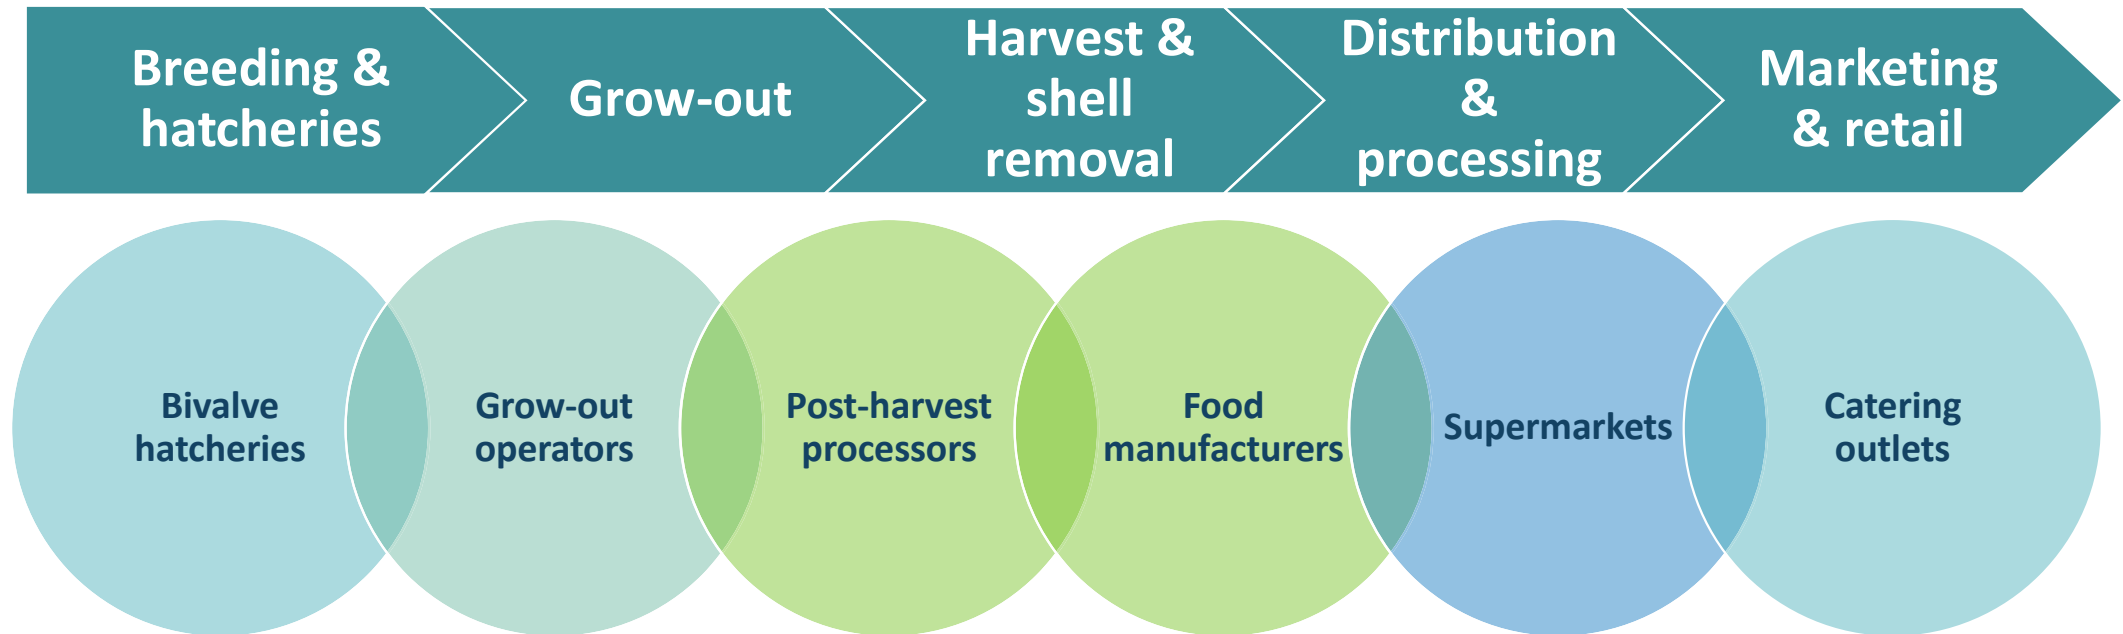 Breeding &
hatcheries
Grow-out
Harvest &
shell
removal
Distribution
&
processing
Marketing
& retail
Bivalve
hatcheries
Grow-out
operators
Post-harvest
processors
Food
manufacturers
Supermarkets
Catering
outlets